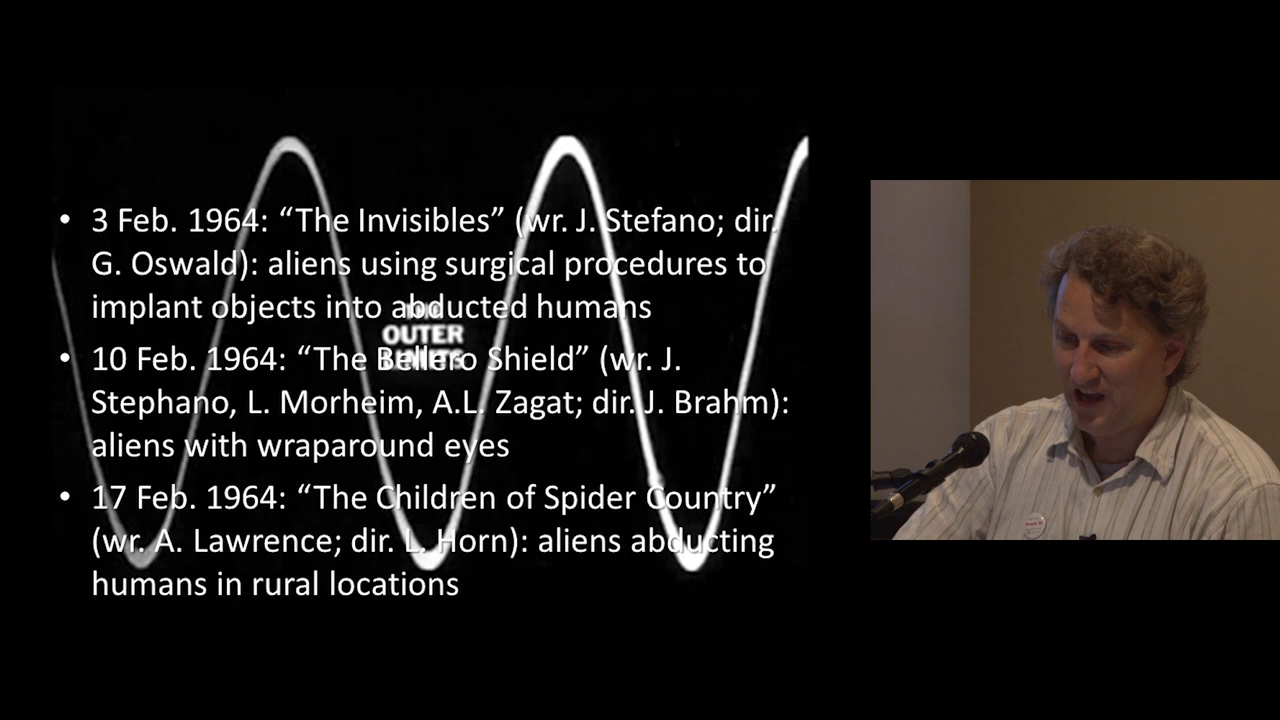 • 3 Feb. 1964: “The Invisibles” (wr. J. Stefano; dir.
G. Oswald): aliens using surgical procedures to
implant objects into abducted humans
OUTER
• 10 Feb. 1964: “The Bellero Shield” (wr. J.
Stephano, L. Morheim, A.L. Zagat; dir. J. Brahm):
aliens with wraparound eyes
• 17 Feb. 1964: “The Children of Spider Country”
(wr. A. Lawrence; dir. L. Horn): aliens abducting
humans in rural locations